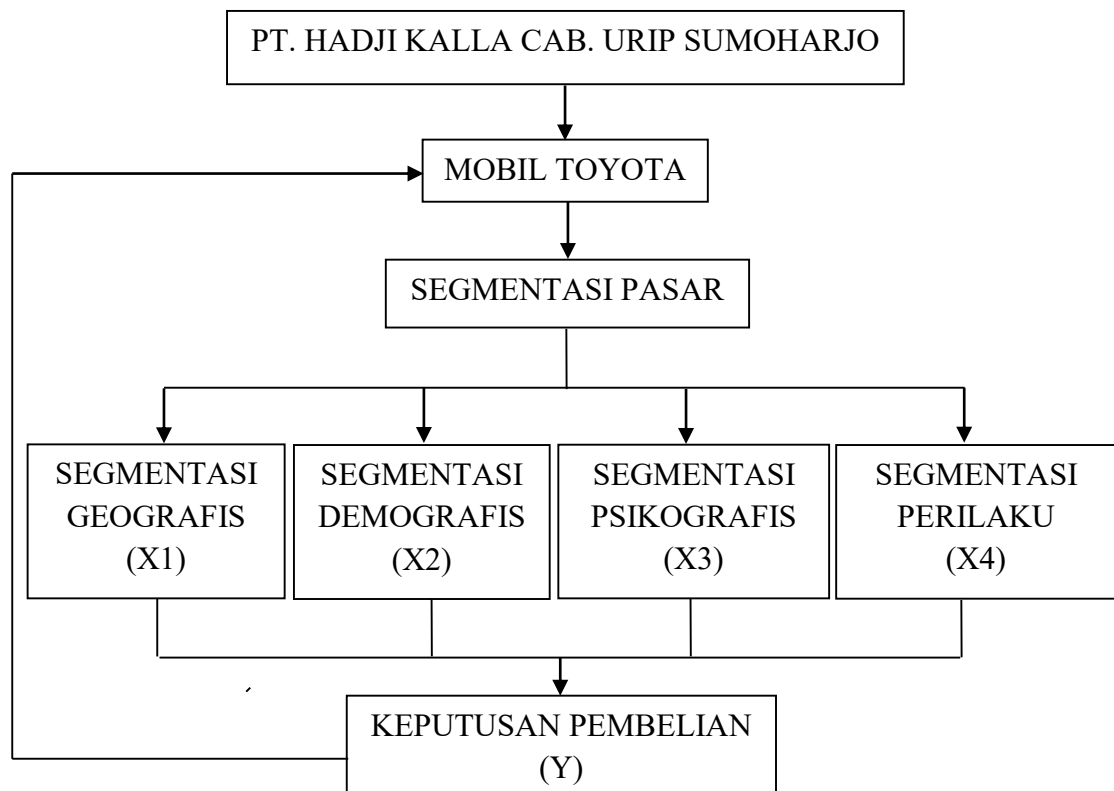 PT. HADJI KALLA CAB. URIP SUMOHARJO
MOBIL TOYOTA
SEGMENTASI PASAR
SEGMENTASI
GEOGRAFIS
(X1)
SEGMENTASI
DEMOGRAFIS
(X2)
SEGMENTASI
PSIKOGRAFIS
(X3)
SEGMENTASI
PERILAKU
(X4)
KEPUTUSAN PEMBELIAN
(Y)